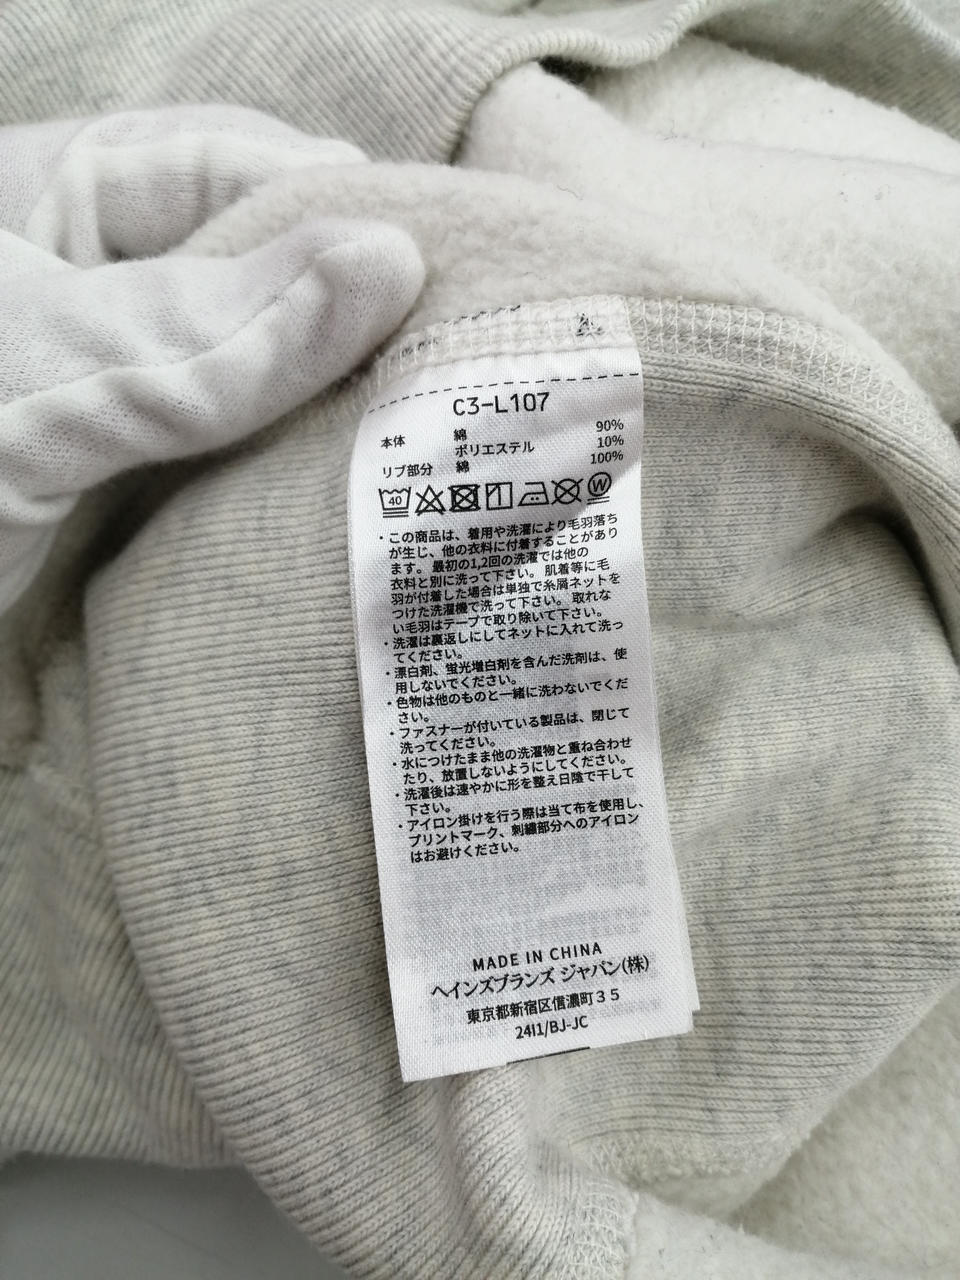 C3-L107
本体 綿 90%
ポリエステル 10%
リブ部分 綿 100%
40 W
・この商品は、着用や洗濯により毛羽落ち
が生じ、他の衣料に付着することがあり
ます。最初の1,2回の洗濯では他の
衣料と別に洗って下さい。肌着等に毛
羽が付着した場合は単独で糸屑ネットを
つけた洗濯機で洗って下さい。取れな
い毛羽はテープで取り除いて下さい。
・洗濯は裏返しにしてネットに入れて洗っ
てください。
・漂白剤、蛍光増白剤を含んだ洗剤は、使
用しないでください。
・色物は他のものと一緒に洗わないでくだ
さい。
・ファスナーが付いている製品は、閉じて
洗ってください。
・水につけたまま他の洗濯物と重ね合わせ
たり、放置しないようにしてください。
・洗濯後は速やかに形を整え日陰で干して
下さい。
・アイロン掛けを行う際は当て布を使用し、
プリントマーク、刺繍部分へのアイロン
はお避けください。
MADE IN CHINA
ヘインズブランズ ジャパン(株)
東京都新宿区信濃町35
24I1/BJ-JC